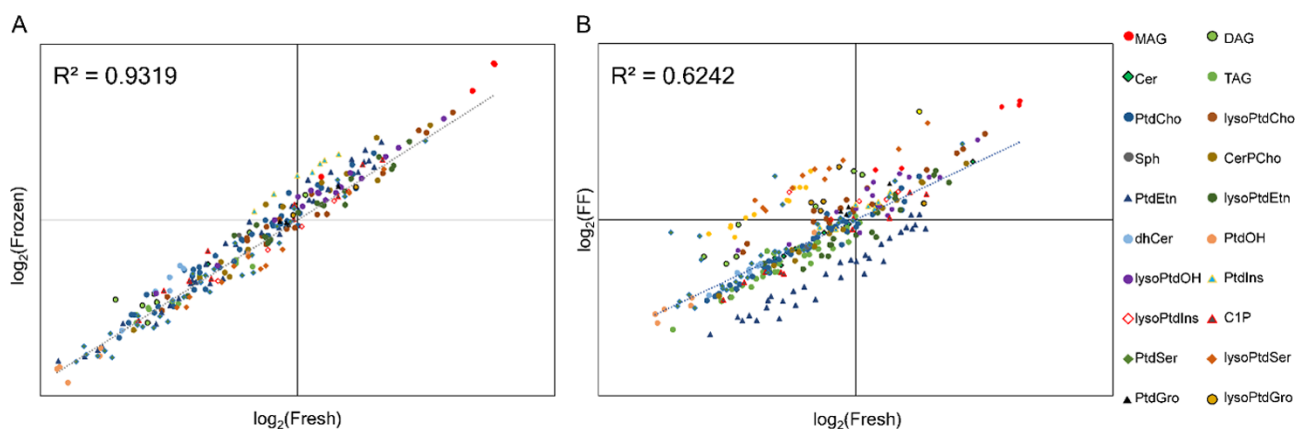 A
R² = 0.9319
log₂(Frozen)
log₂(Fresh)
B
R² = 0.6242
log₂(FF)
log₂(Fresh)
MAG
DAG
Cer
TAG
PtdCho
lysoPtdCho
Sph
CerPCho
PtdEtn
lysoPtdEtn
dhCer
PtdOH
lysoPtdOH
PtdIns
lysoPtdIns
C1P
PtdSer
lysoPtdSer
PtdGro
lysoPtdGro